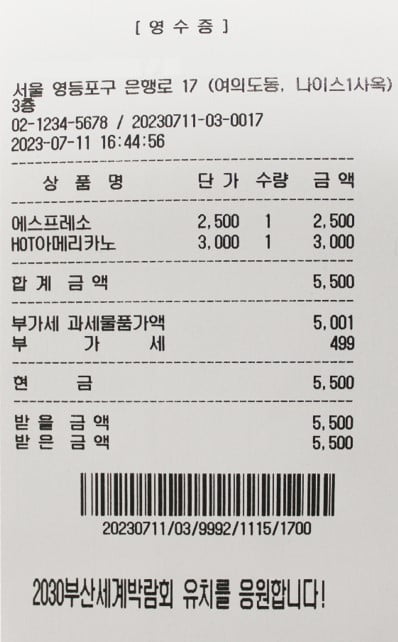 [ 영 수 증 ]
서울 영등포구 은행로 17 (여의도동, 나이스1사옥)
3층
02-1234-5678 / 20230711-03-0017
2023-07-11 16:44:56
상 품 명 단 가 수량 금 액
에스프레소 2,500 1 2,500
HOT아메리카노 3,000 1 3,000
합 계 금 액 5,500
부가세 과세물품가액 5,001
부 가 세 499
현 금 5,500
받 을 금 액 5,500
받 은 금 액 5,500
20230711/03/9992/1115/1700
2030부산세계박람회 유치를 응원합니다!